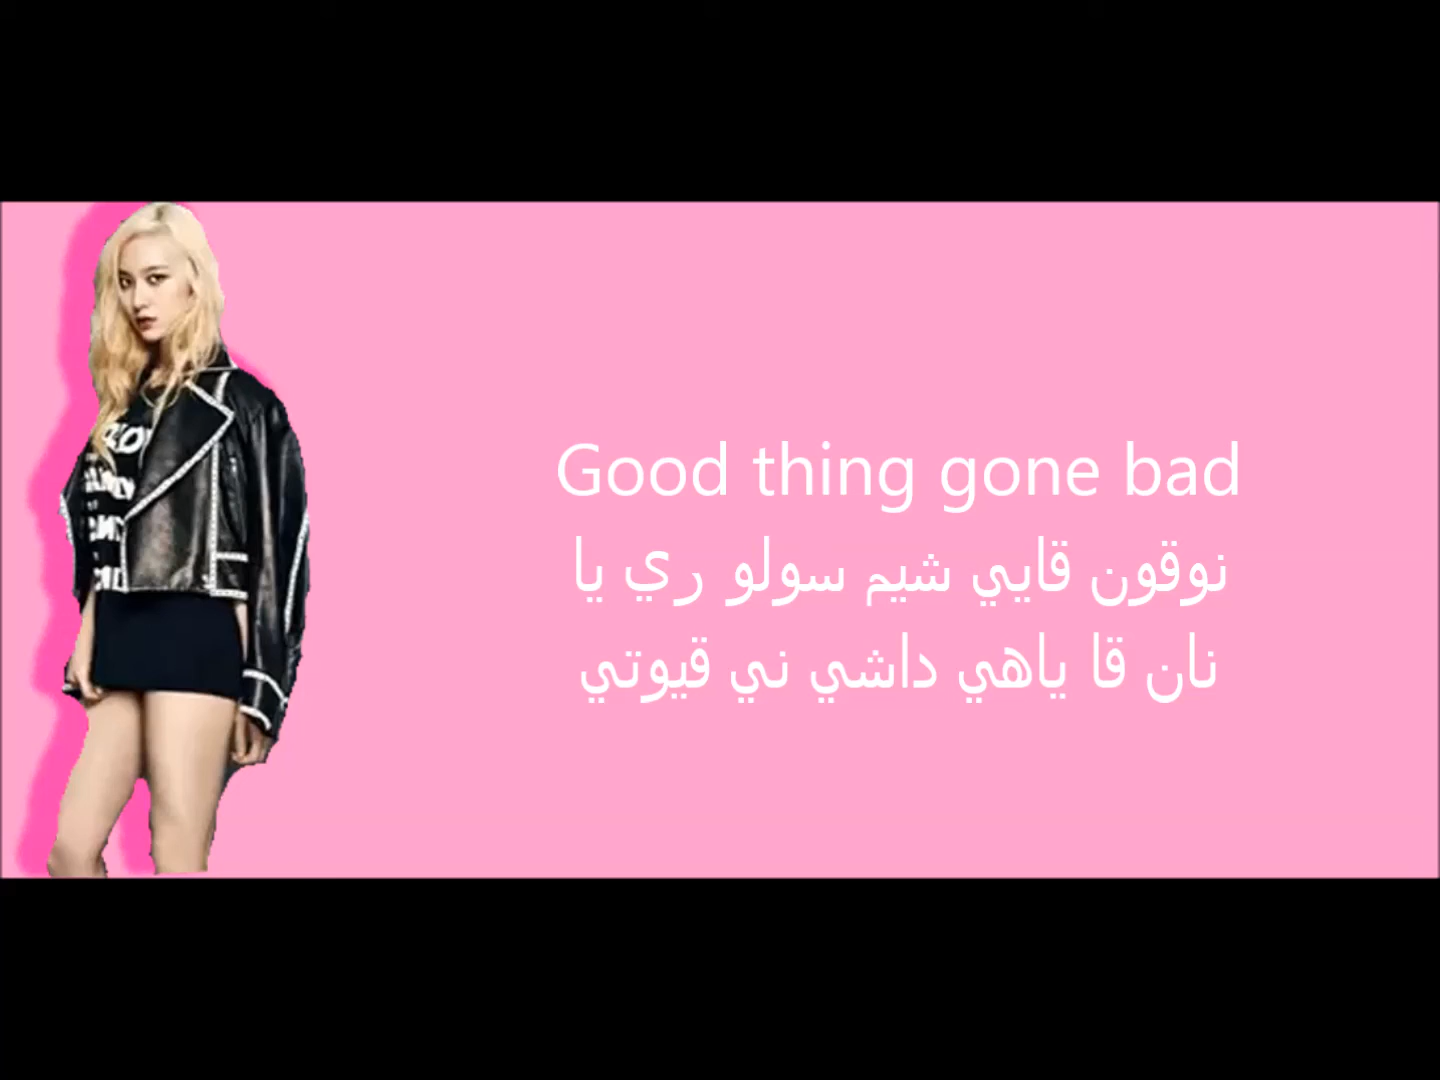 Good thing gone bad
نوقون قايي شيم سولو ري يا
نان قا ياهي داشي ني قيوتي